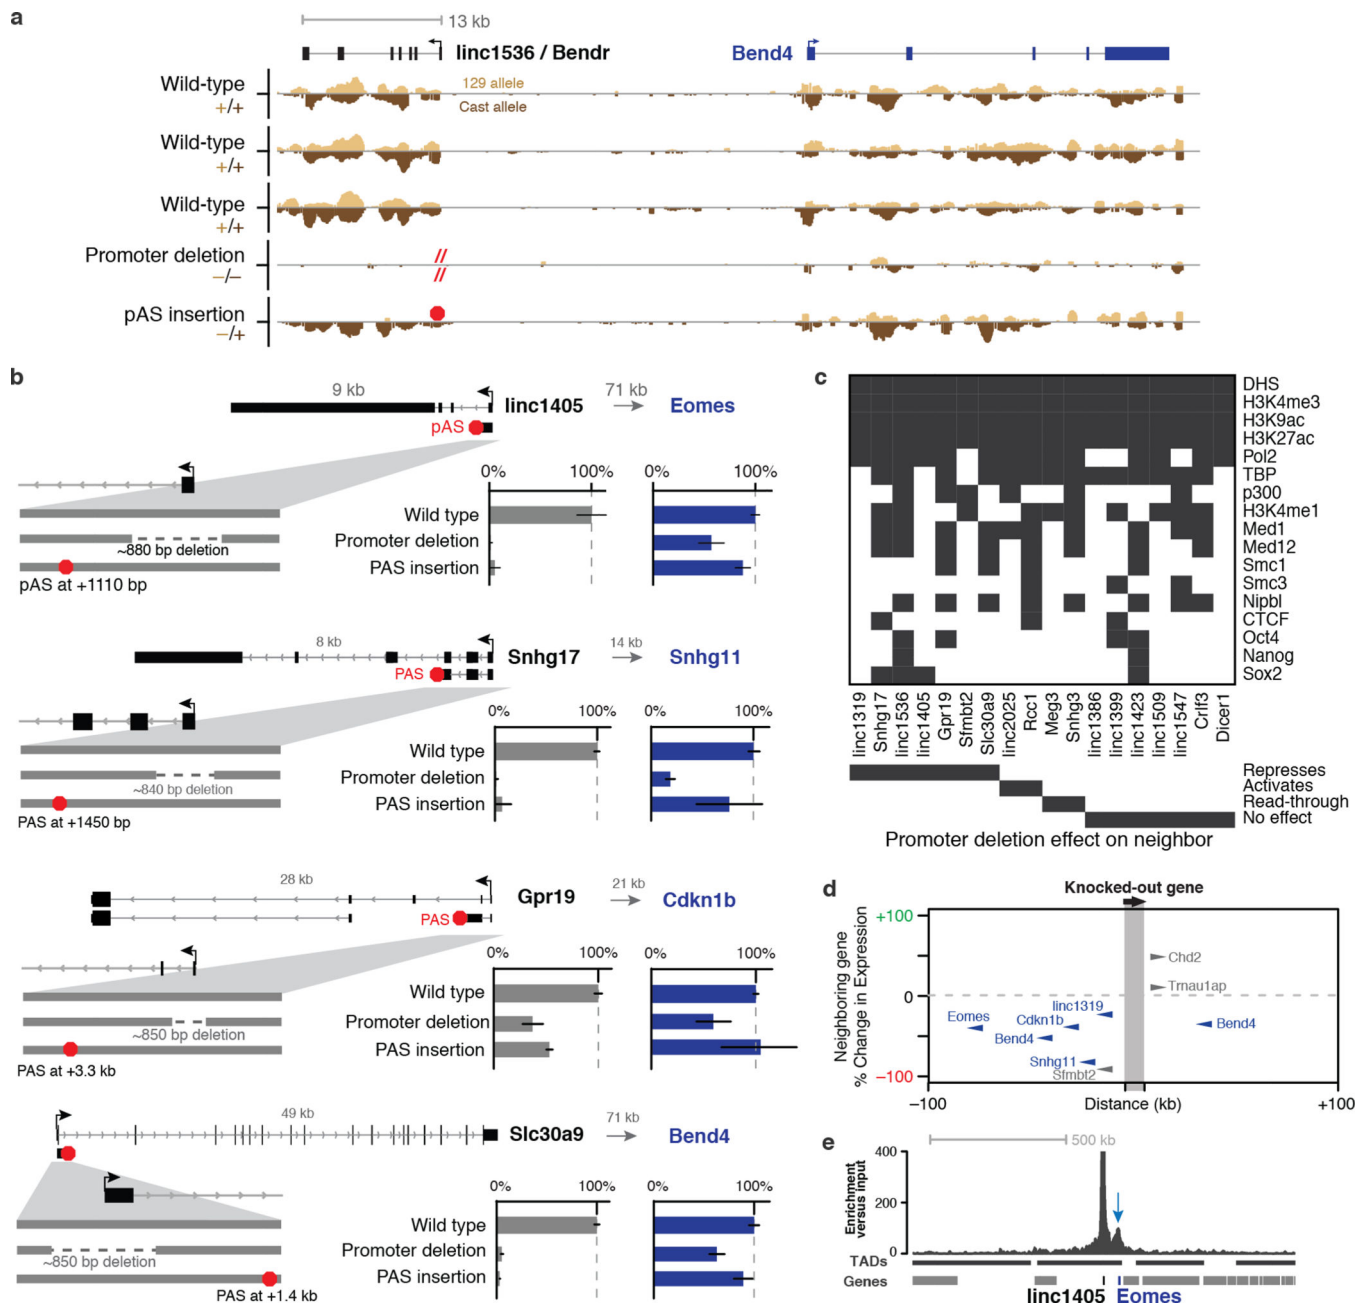 a
13 kb
linc1536 / Bendr
Bend4
Wild-type
+/+
129 allele
Cast allele
Wild-type
+/+
Wild-type
+/+
Promoter deletion
−/−
pAS insertion
−/+
b
9 kb
linc1405
71 kb
Eomes
pAS
~880 bp deletion
pAS at +1110 bp
0% 100% 0% 100%
Wild type
Promoter deletion
PAS insertion
8 kb
Snhg17
14 kb
Snhg11
PAS
~840 bp deletion
PAS at +1450 bp
0% 100% 0% 100%
Wild type
Promoter deletion
PAS insertion
28 kb
Gpr19
21 kb
Cdkn1b
PAS
~850 bp deletion
PAS at +3.3 kb
0% 100% 0% 100%
Wild type
Promoter deletion
PAS insertion
49 kb
Slc30a9
71 kb
Bend4
~850 bp deletion
PAS at +1.4 kb
0% 100% 0% 100%
Wild type
Promoter deletion
PAS insertion
c
DHS
H3K4me3
H3K9ac
H3K27ac
Pol2
TBP
p300
H3K4me1
Med1
Med12
Smc1
Smc3
Nipbl
CTCF
Oct4
Nanog
Sox2
linc1319
Snhg17
linc1536
linc1405
Gpr19
Sfmbt2
Slc30a9
linc2025
Rcc1
Meg3
Snhg3
linc1386
linc1399
linc1423
linc1509
linc1547
Crlf3
Dicer1
Represses
Activates
Read-through
No effect
Promoter deletion effect on neighbor
d
Knocked-out gene
Neighboring gene
% Change in Expression
+100
0
−100
Chd2
Trnau1ap
linc1319
Eomes
Cdkn1b
Bend4
Bend4
Snhg11
Sfmbt2
−100
Distance (kb)
+100
e
500 kb
Enrichment
versus input
400
200
0
TADs
Genes
linc1405
Eomes